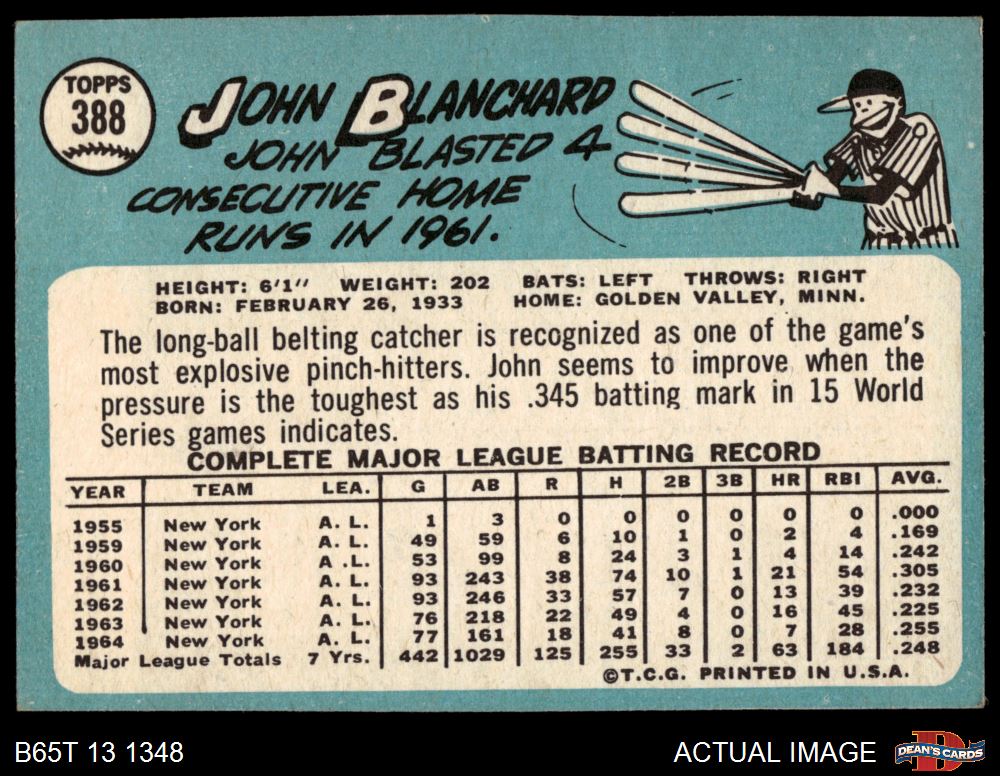 TOPPS
388
JOHN BLANCHARD
JOHN BLASTED 4
CONSECUTIVE HOME
RUNS IN 1961.
HEIGHT: 6'1" WEIGHT: 202 BATS: LEFT THROWS: RIGHT
BORN: FEBRUARY 26, 1933 HOME: GOLDEN VALLEY, MINN.
The long-ball belting catcher is recognized as one of the game's
most explosive pinch-hitters. John seems to improve when the
pressure is the toughest as his .345 batting mark in 15 World
Series games indicates.
COMPLETE MAJOR LEAGUE BATTING RECORD
YEAR TEAM LEA. G AB R H 2B 3B HR RBI AVG.
1955 New York A. L. 1 3 0 0 0 0 0 0 .000
1959 New York A. L. 49 59 6 10 1 0 2 4 .169
1960 New York A .L. 53 99 8 24 3 1 4 14 .242
1961 New York A. L. 93 243 38 74 10 1 21 54 .305
1962 New York A. L. 93 246 33 57 7 0 13 39 .232
1963 New York A. L. 76 218 22 49 4 0 16 45 .225
1964 New York A. L. 77 161 18 41 8 0 7 28 .255
Major League Totals 7 Yrs. 442 1029 125 255 33 2 63 184 .248
©T.C.G. PRINTED IN U.S.A.
B65T 13 1348 ACTUAL IMAGE DEAN'S CARDS